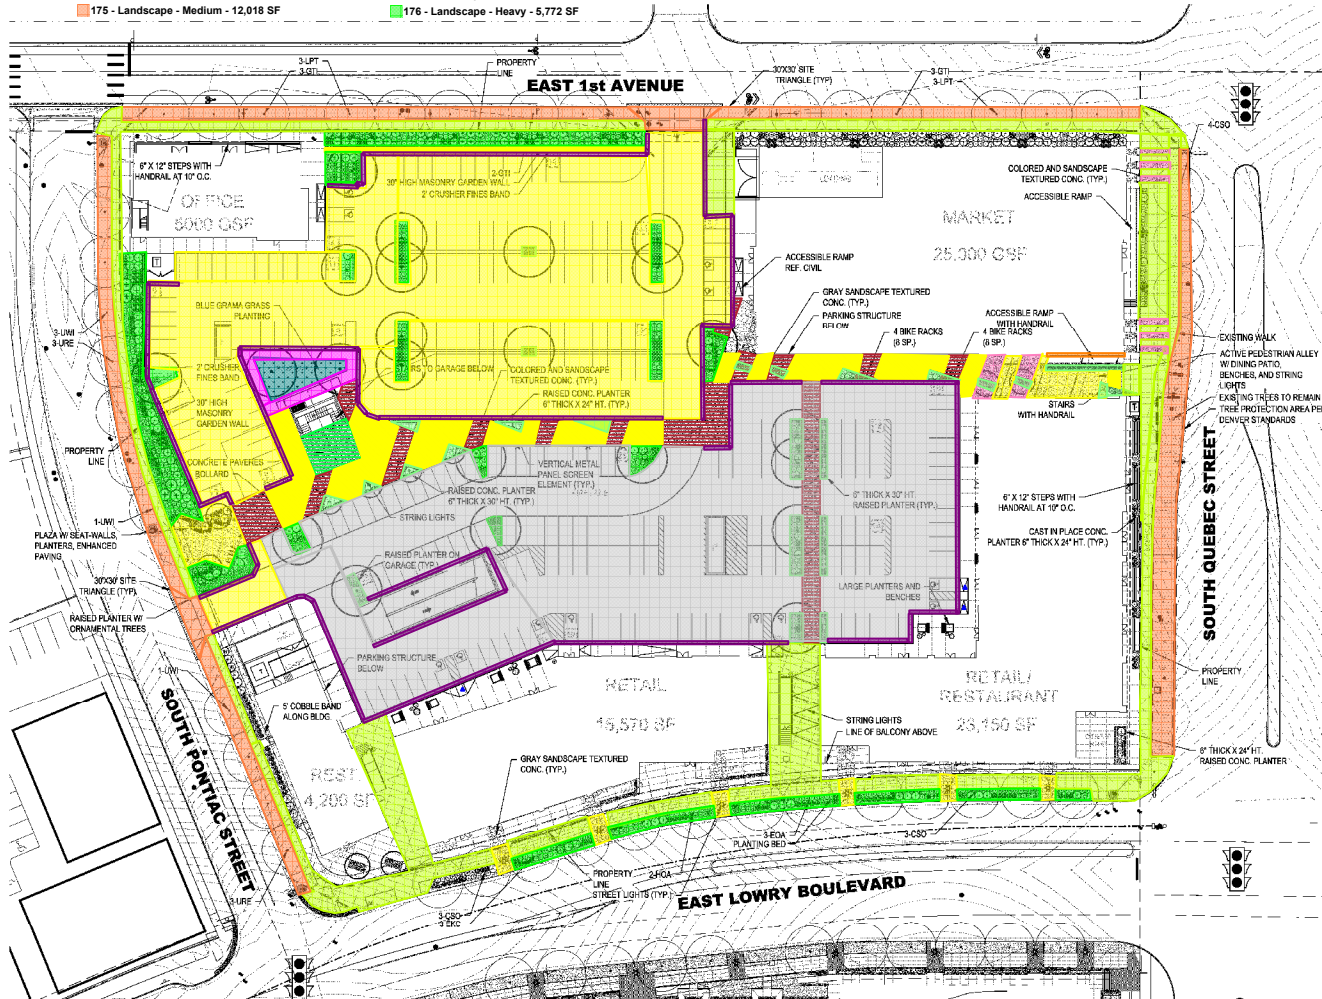 175 - Landscape - Medium - 12,018 SF
176 - Landscape - Heavy - 5,772 SF
3-LPT
3-GTI
PROPERTY
LINE
EAST 1st AVENUE
30'X30' SITE
TRIANGLE (TYP)
3-GTI
3-LPT
4-CSO
6" X 12" STEPS WITH
HANDRAIL AT 10" O.C.
OFFICE
6000 GSF
2-GTI
30" HIGH MASONRY GARDEN WALL
2' CRUSHER FINES BAND
LOADING
MARKET
25,000 GSF
COLORED AND SANDSCAPE
TEXTURED CONC. (TYP.)
ACCESSIBLE RAMP
ACCESSIBLE RAMP
REF. CIVIL
GRAY SANDSCAPE TEXTURED
CONC. (TYP.)
PARKING STRUCTURE
BELOW
4 BIKE RACKS
(8 SP.)
ACCESSIBLE RAMP
WITH HANDRAIL
4 BIKE RACKS
(8 SP.)
EXISTING WALK
ACTIVE PEDESTRIAN ALLEY
W/ DINING PATIO,
BENCHES, AND STRING
LIGHTS
EXISTING TREES TO REMAIN
TREE PROTECTION AREA PER
DENVER STANDARDS
STAIRS
WITH HANDRAIL
BLUE GRAMA GRASS
PLANTING
3-UWI
3-URE
2' CRUSHER
FINES BAND
STAIRS TO GARAGE BELOW
COLORED AND SANDSCAPE
TEXTURED CONC. (TYP.)
RAISED CONC. PLANTER
6" THICK X 24" HT. (TYP.)
30" HIGH
MASONRY
GARDEN WALL
PROPERTY
LINE
CONCRETE PAVERES
BOLLARD
VERTICAL METAL
PANEL SCREEN
ELEMENT (TYP.)
RAISED CONC. PLANTER
6" THICK X 30" HT. (TYP.)
STRING LIGHTS
6" THICK X 30" HT.
RAISED PLANTER (TYP.)
6" X 12" STEPS WITH
HANDRAIL AT 10" O.C.
CAST IN PLACE CONC.
PLANTER 6" THICK X 24" HT. (TYP.)
SOUTH QUEBEC STREET
1-UWI
PLAZA W/ SEAT-WALLS,
PLANTERS, ENHANCED
PAVING
30'X30' SITE
TRIANGLE (TYP)
RAISED PLANTER W/
ORNAMENTAL TREES
RAISED PLANTER ON
GARAGE (TYP.)
LARGE PLANTERS AND
BENCHES
1-UWI
PARKING STRUCTURE
BELOW
SOUTH PONTIAC STREET
5' COBBLE BAND
ALONG BLDG.
RETAIL
15,570 SF
RETAIL/
RESTAURANT
23,150 SF
PROPERTY
LINE
STRING LIGHTS
LINE OF BALCONY ABOVE
GRAY SANDSCAPE TEXTURED
CONC. (TYP.)
6" THICK X 24" HT.
RAISED CONC. PLANTER
REST
4,200 SF
3-EOA
PLANTING BED
3-CSO
PROPERTY
LINE
2-HOA
STREET LIGHTS (TYP.)
3-URE
3-CSO
3-EKC
EAST LOWRY BOULEVARD